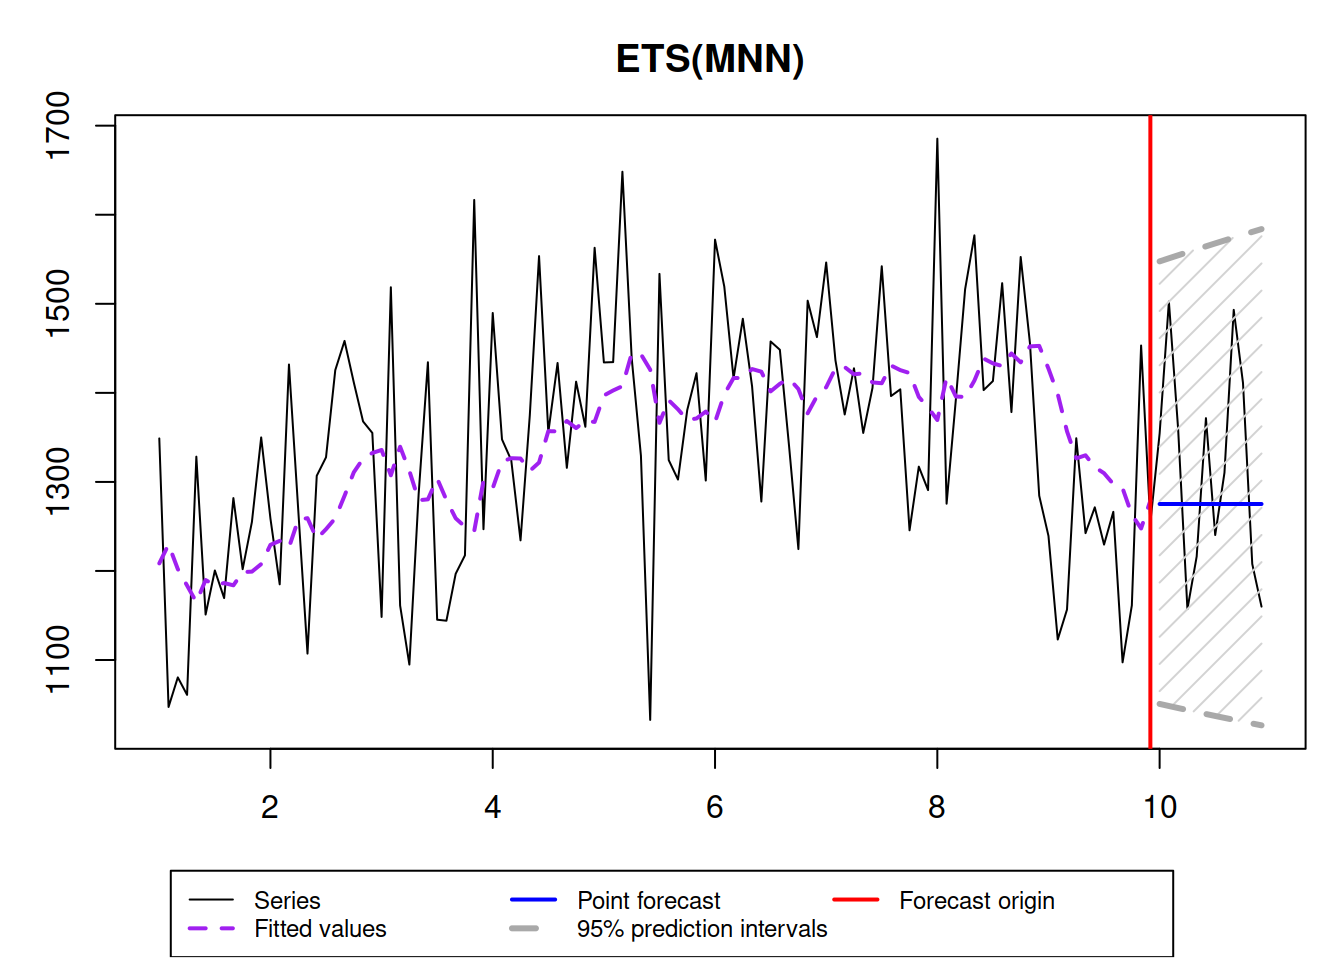 ETS(MNN)
1700
1500
1300
1100
2 4 6 8 10
Series Point forecast Forecast origin
Fitted values 95% prediction intervals